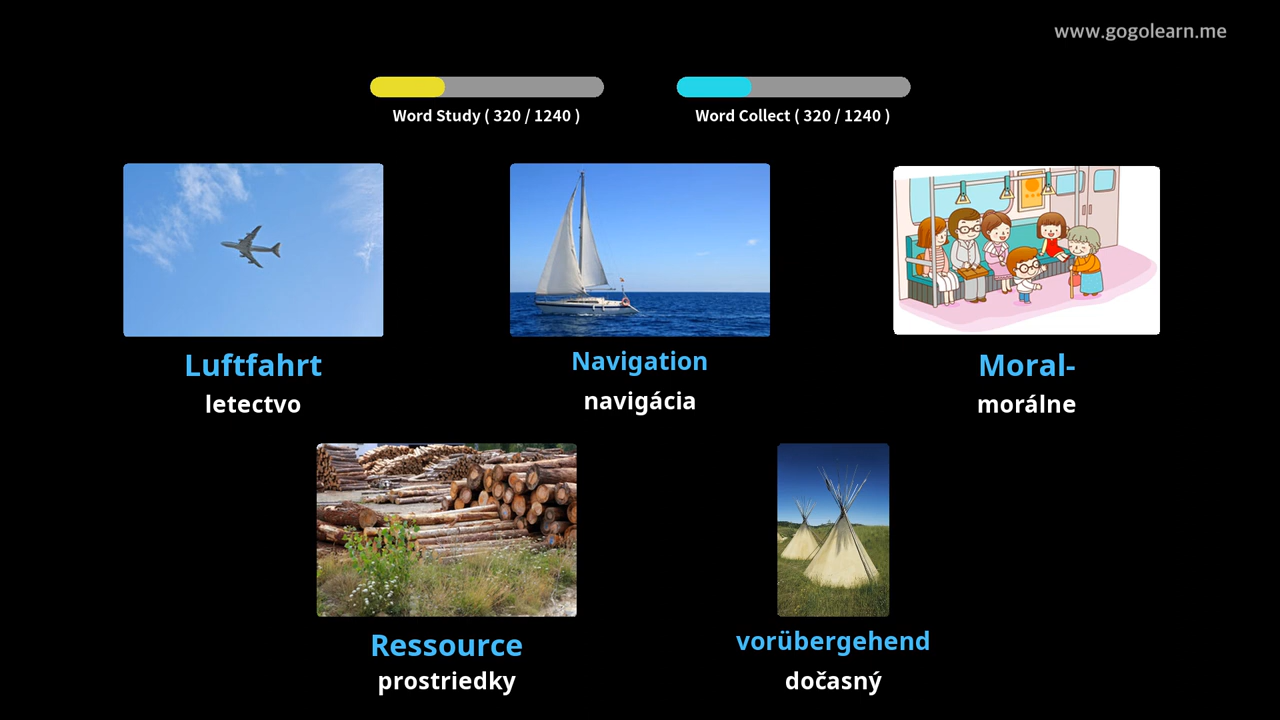 www.gogolearn.me
Word Study ( 320 / 1240 )
Word Collect ( 320 / 1240 )
Luftfahrt
letectvo
Navigation
navigácia
Moral-
morálne
Ressource
prostriedky
vorübergehend
dočasný